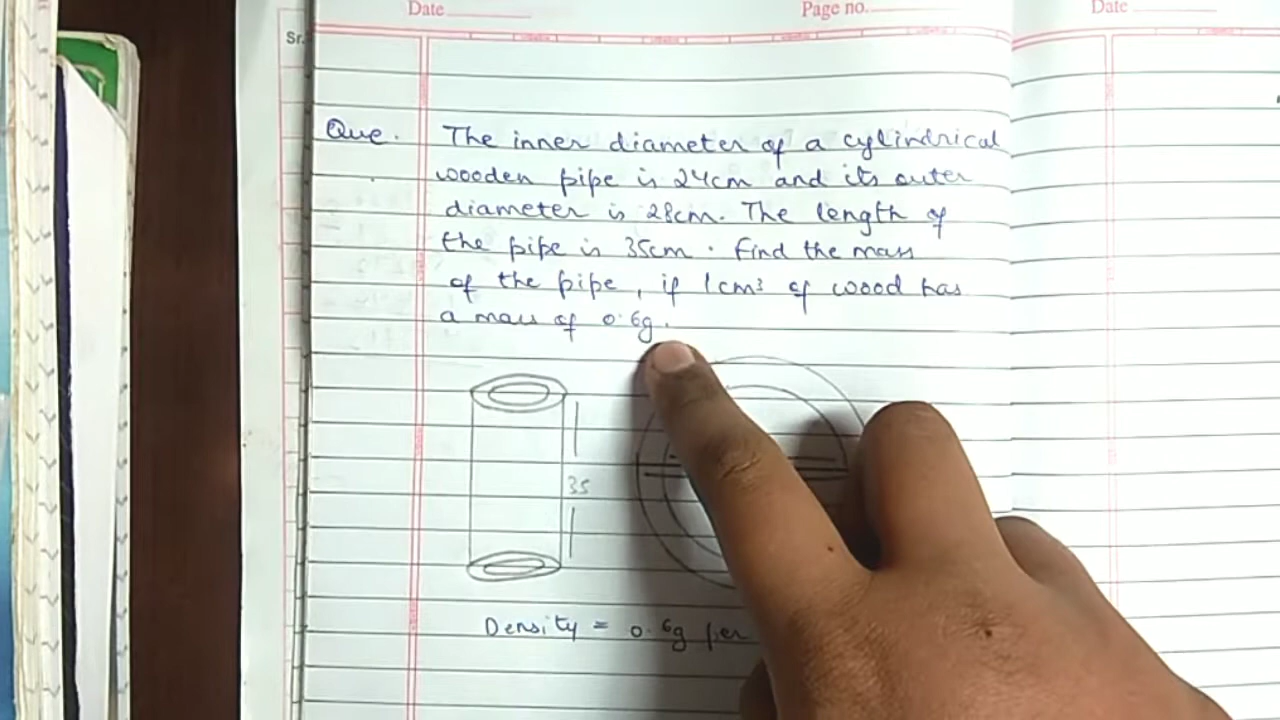 Date
Page no.
Date
Sr.
Que. The inner diameter of a cylindrical
wooden pipe is 24cm and its outer
diameter is 28cm. The length of
the pipe is 35cm. Find the mass
of the pipe, if 1cm³ of wood has
a mass of 0.6g.
35
Density = 0.6g per